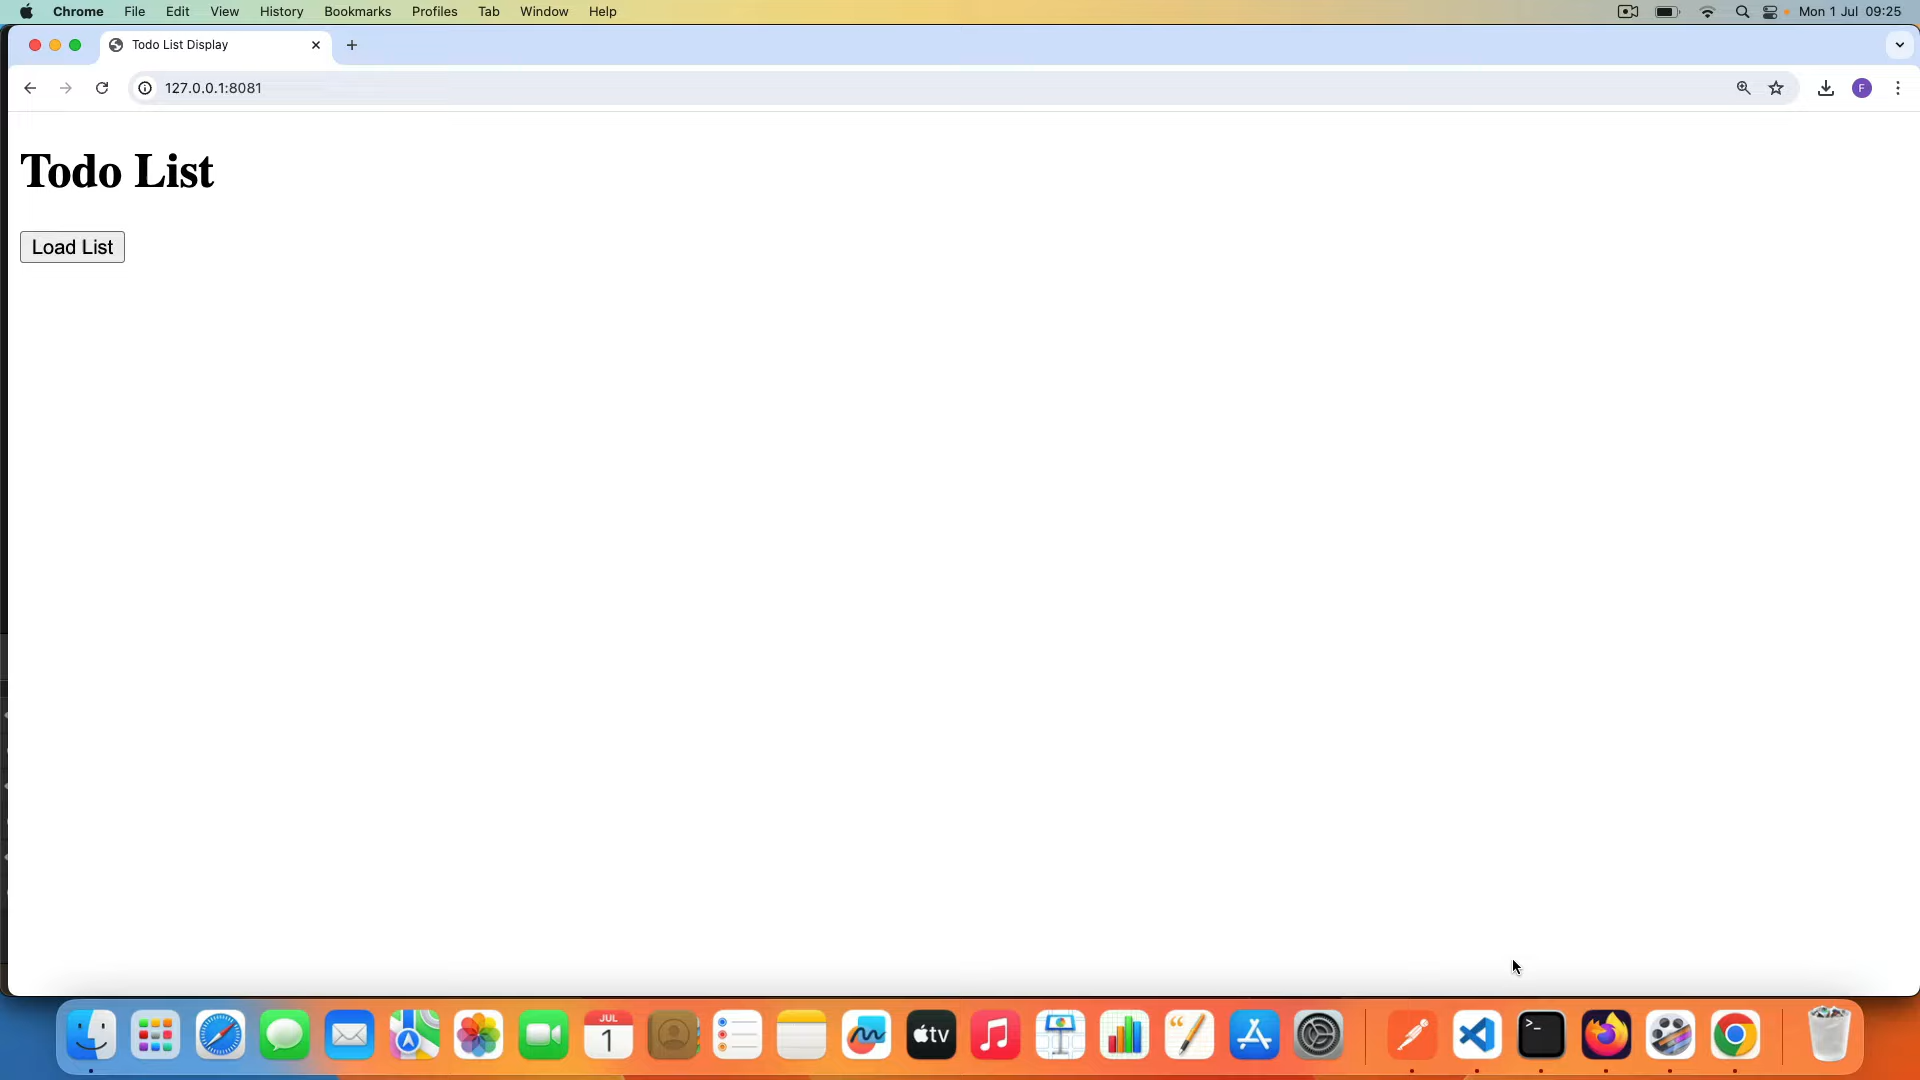 Chrome File Edit View History Bookmarks Profiles Tab Window Help Mon 1 Jul 09:25
Todo List Display
127.0.0.1:8081
F
Todo List
Load List
JUL
1
tv
>_